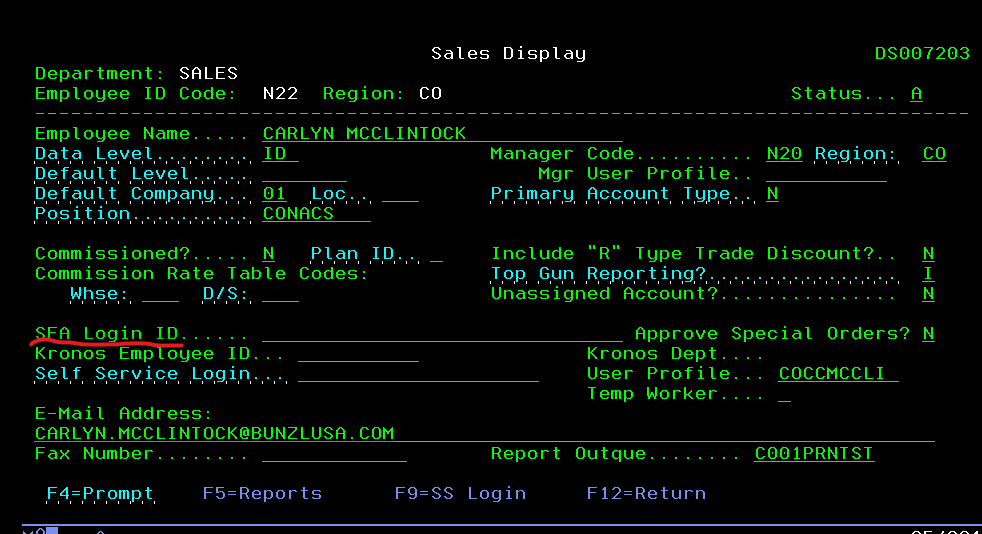 Sales Display DS007203
Department: SALES
Employee ID Code: N22 Region: CO Status... A
Employee Name..... CARLYN MCCLINTOCK
Data Level........ ID Manager Code.......... N20 Region: CO
Default Level..... Mgr User Profile..
Default Company... 01 Loc.. Primary Account Type.. N
Position.......... CONACS
Commissioned?..... N Plan ID.. Include "R" Type Trade Discount?.. N
Commission Rate Table Codes: Top Gun Reporting?................ I
Whse: D/S: Unassigned Account?............... N
SFA Login ID...... Approve Special Orders? N
Kronos Employee ID... Kronos Dept....
Self Service Login... User Profile... COCCMCCLI
Temp Worker....
E-Mail Address:
CARLYN.MCCLINTOCK@BUNZLUSA.COM
Fax Number........ Report Outque........ C001PRNTST
F4=Prompt F5=Reports F9=SS Login F12=Return